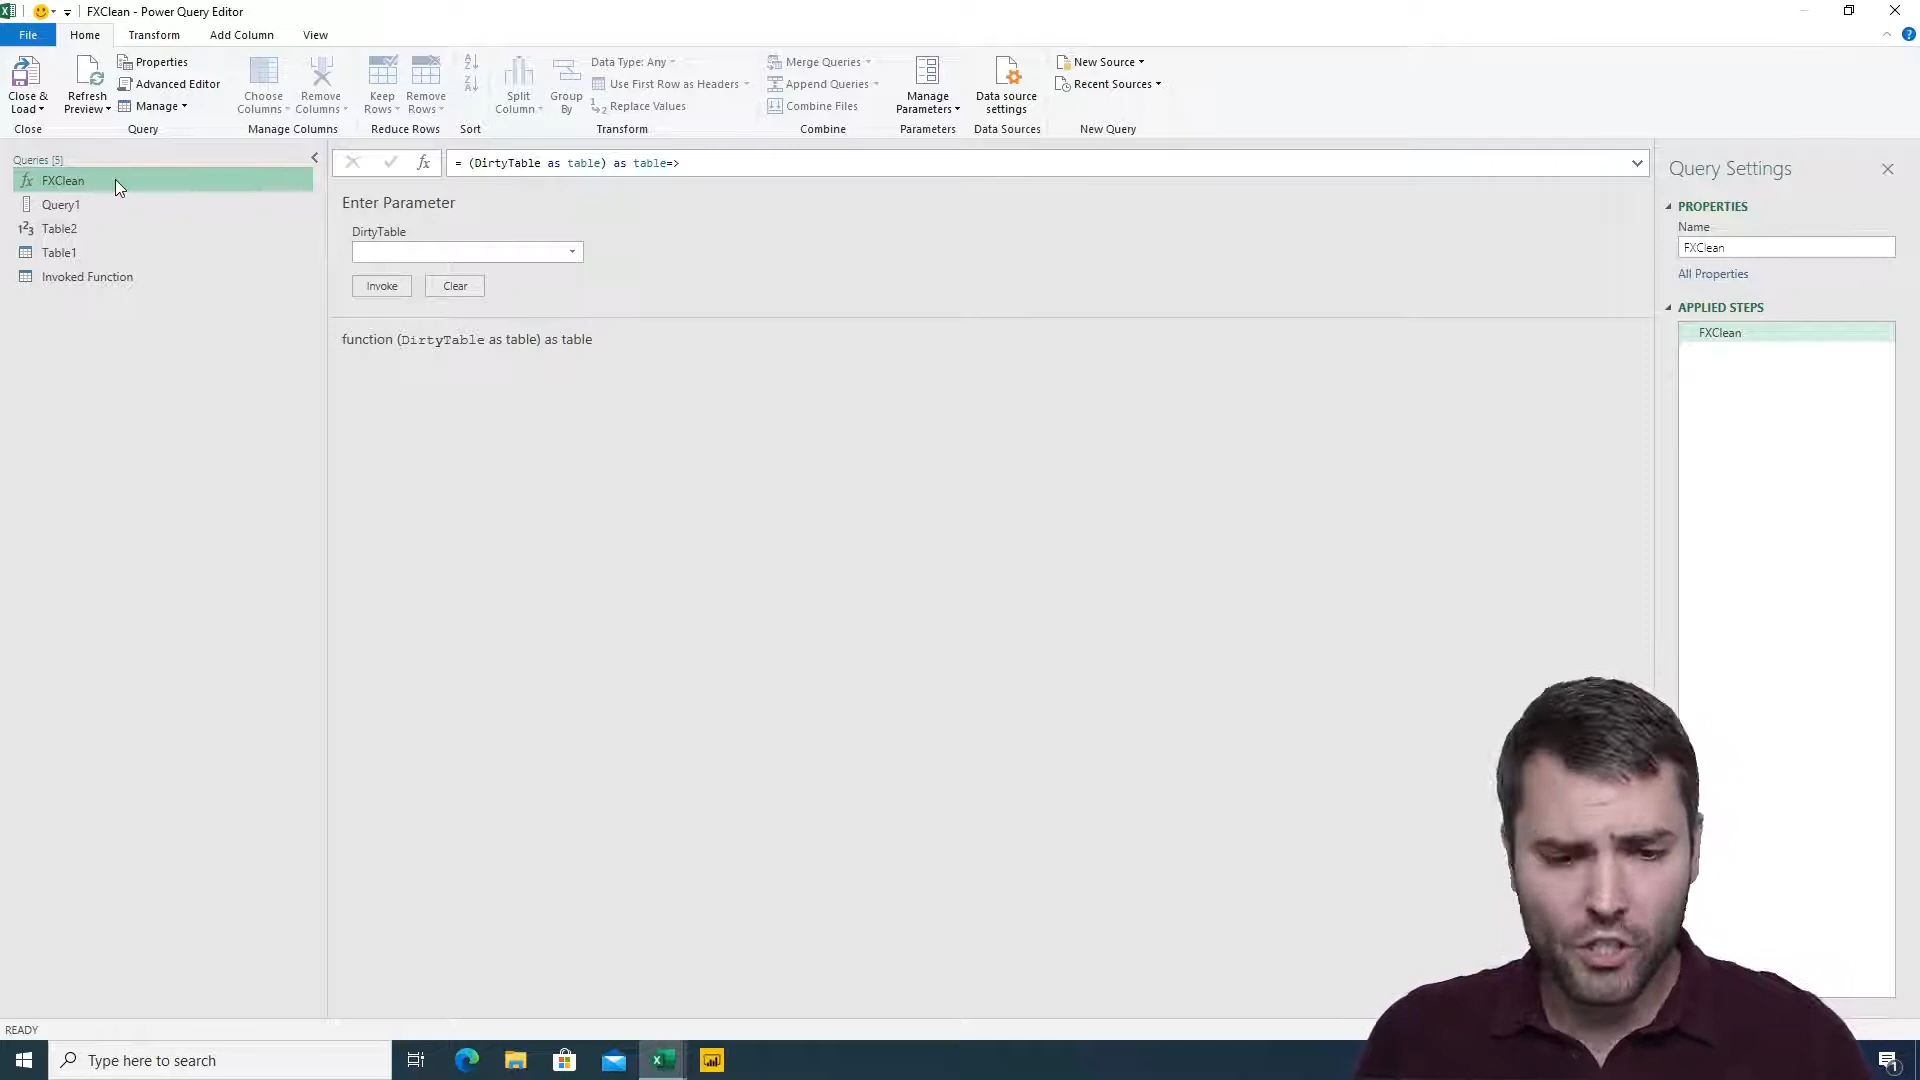 FXClean - Power Query Editor
File Home Transform Add Column View
Close & Load
Close
Refresh Preview
Properties
Advanced Editor
Manage
Query
Choose Columns
Remove Columns
Manage Columns
Keep Rows
Remove Rows
Reduce Rows
Sort
Split Column
Group By
Data Type: Any
Use First Row as Headers
Replace Values
Transform
Merge Queries
Append Queries
Combine Files
Combine
Manage Parameters
Parameters
Data source settings
Data Sources
New Source
Recent Sources
New Query
Queries [5]
FXClean
Query1
Table2
Table1
Invoked Function
= (DirtyTable as table) as table=>
Enter Parameter
DirtyTable
Invoke Clear
function (DirtyTable as table) as table
Query Settings
PROPERTIES
Name
FXClean
All Properties
APPLIED STEPS
FXClean
READY
Type here to search